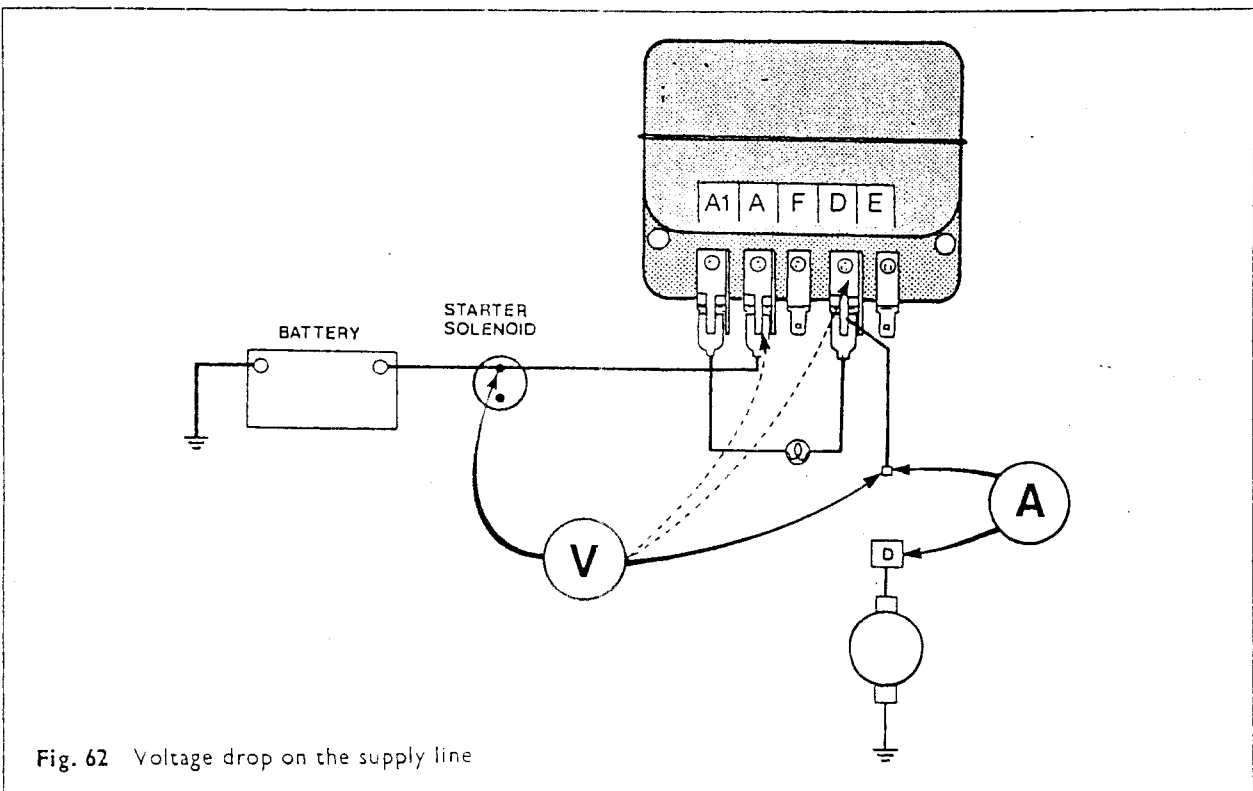 A1 A F D E
STARTER
SOLENOID
BATTERY
V
A
D
Fig. 62 Voltage drop on the supply line